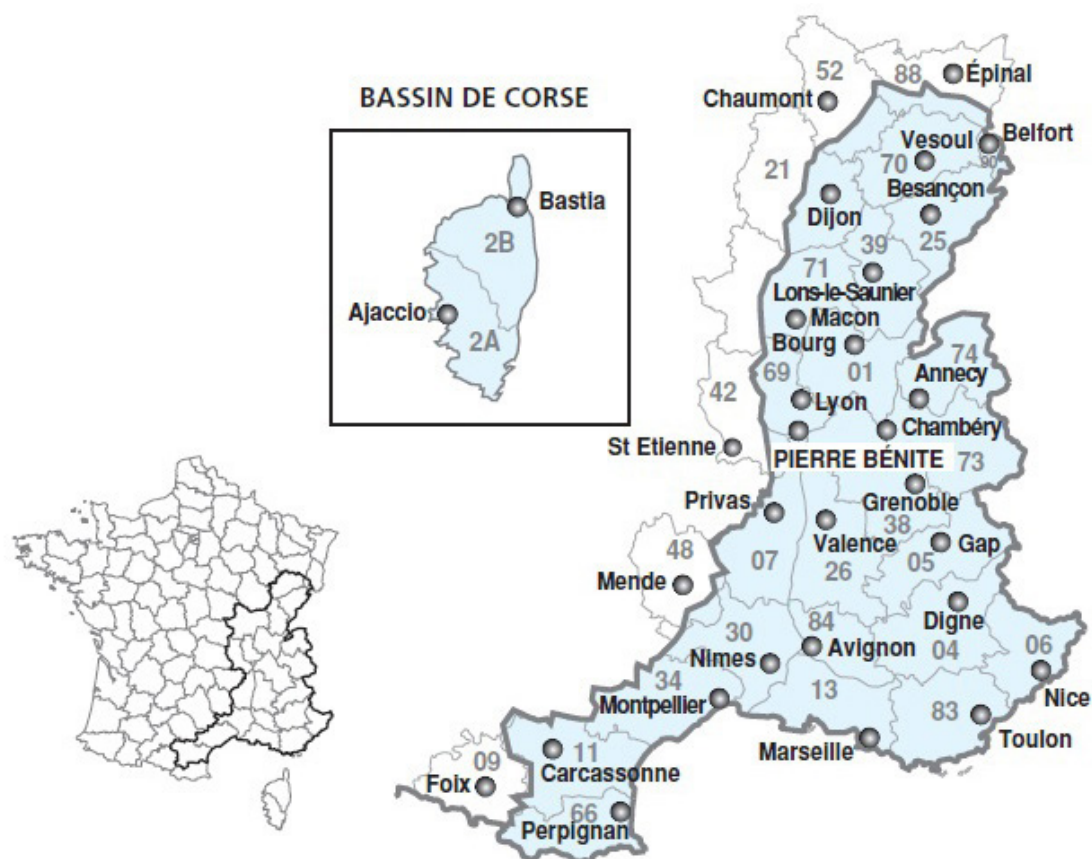 BASSIN DE CORSE
52
88
Épinal
Chaumont
Vesoul
Belfort
21
70
90
Besançon
Bastia
Dijon
2B
39
25
71
Lons-le-Saunier
Ajaccio
Macon
2A
Bourg
74
69
01
Annecy
42
Lyon
Chambéry
St Etienne
PIERRE BÉNITE
73
Privas
Grenoble
38
Valence
Gap
48
07
05
Mende
26
Digne
84
30
Avignon
04
06
Nimes
34
13
Nice
Montpellier
83
Marseille
Toulon
09
11
Foix
Carcassonne
66
Perpignan